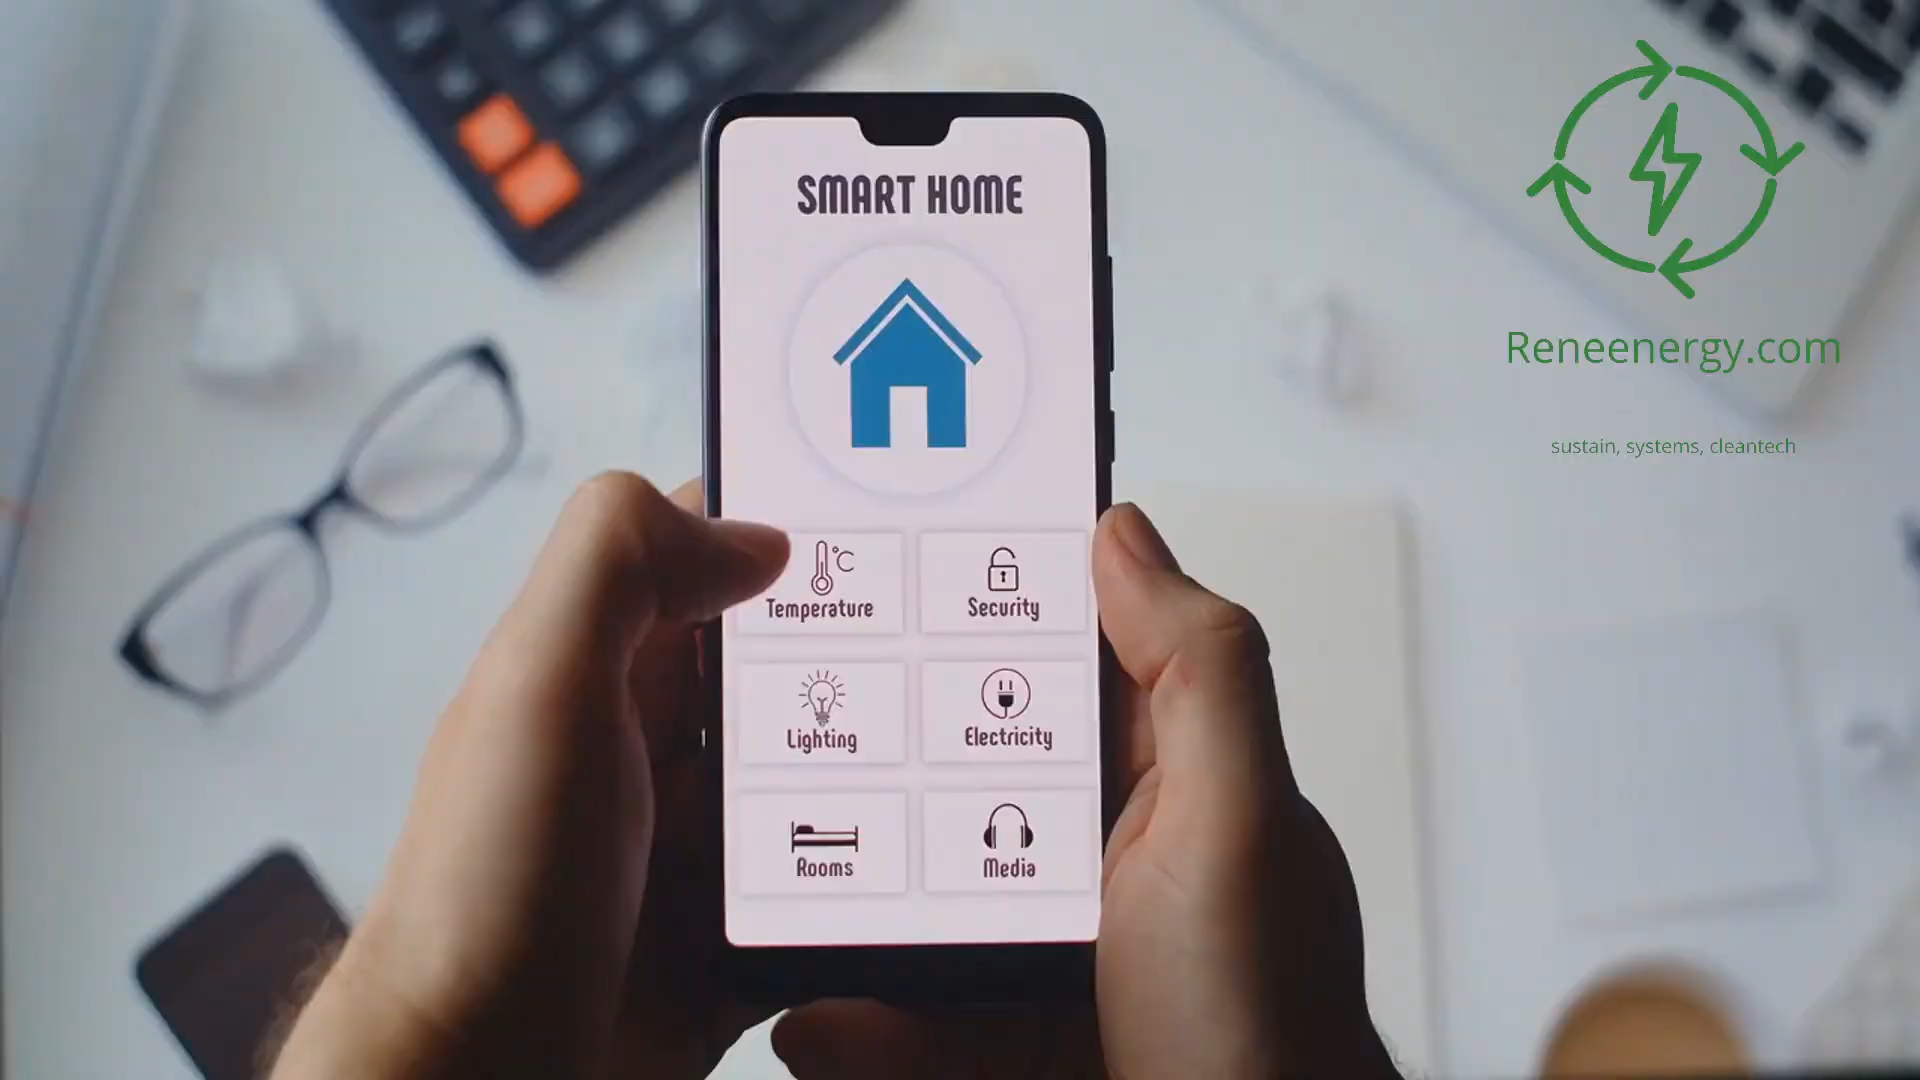 SMART HOME
°C
Temperature
Security
Lighting
Electricity
Rooms
Media
Reneenergy.com
sustain, systems, cleantech